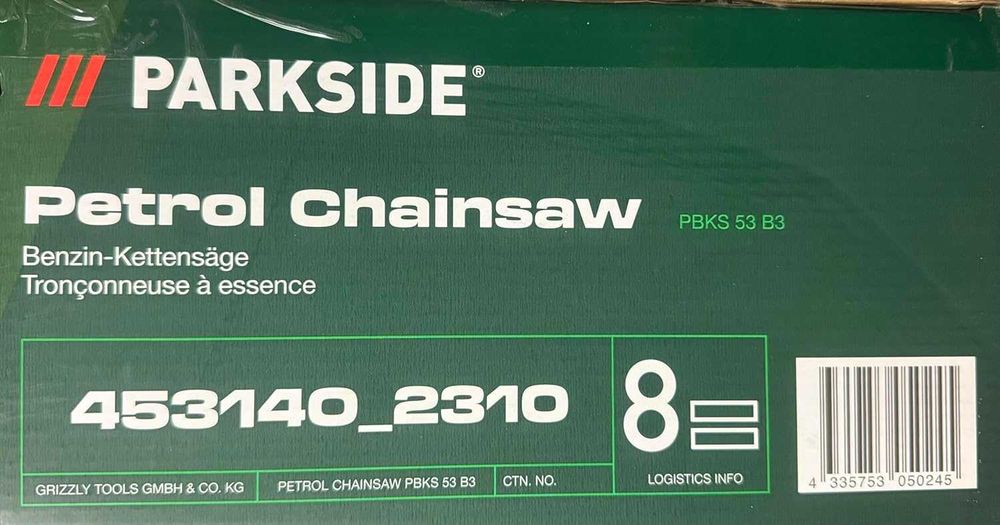 PARKSIDE®
Petrol Chainsaw PBKS 53 B3
Benzin-Kettensäge
Tronçonneuse à essence
453140_2310
8
GRIZZLY TOOLS GMBH & CO. KG
PETROL CHAINSAW PBKS 53 B3
CTN. NO.
LOGISTICS INFO
4 335753 050245